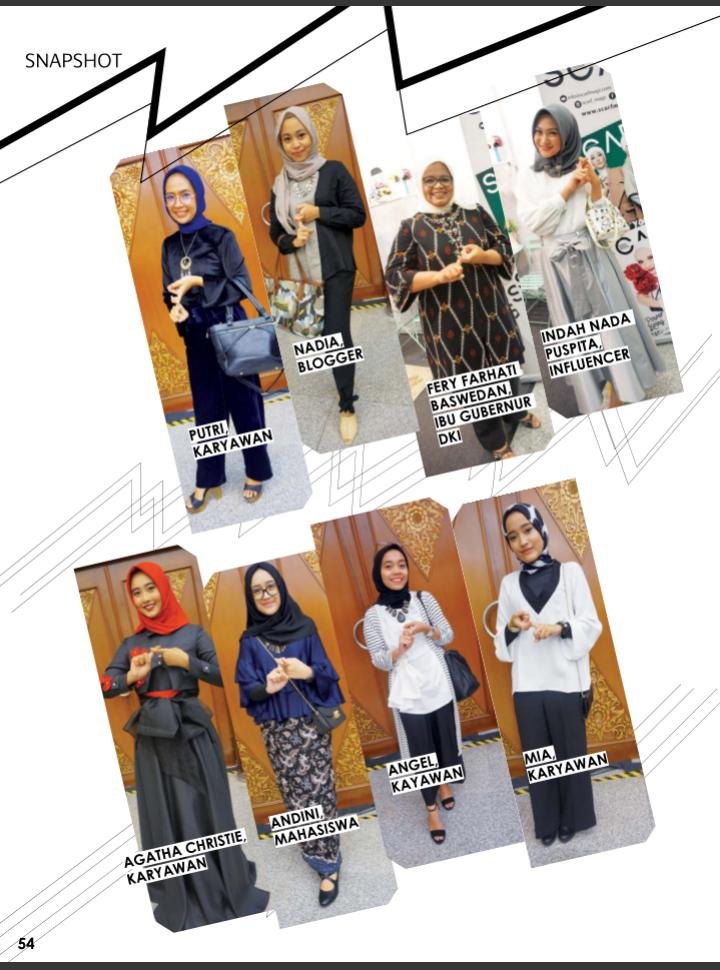 SNAPSHOT
PUTRI,
KARYAWAN
NADIA,
BLOGGER
FERY FARHATI
BASWEDAN,
IBU GUBERNUR
DKI
INDAH NADA
PUSPITA,
INFLUENCER
AGATHA CHRISTIE,
KARYAWAN
ANDINI,
MAHASISWA
ANGEL,
KAYAWAN
MIA,
KARYAWAN
54